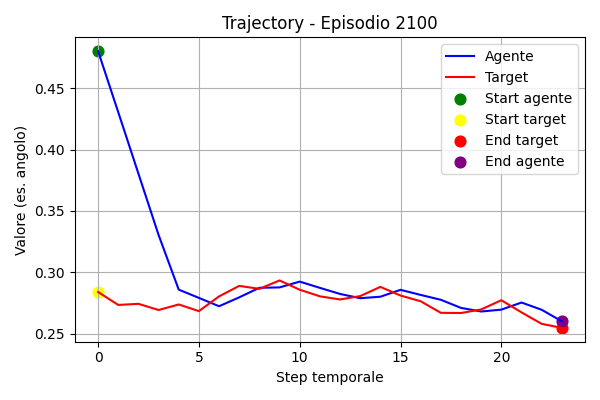 Trajectory - Episodio 2100
Agente
Target
Start agente
Start target
End target
End agente
Valore (es. angolo)
0.45
0.40
0.35
0.30
0.25
0 5 10 15 20
Step temporale